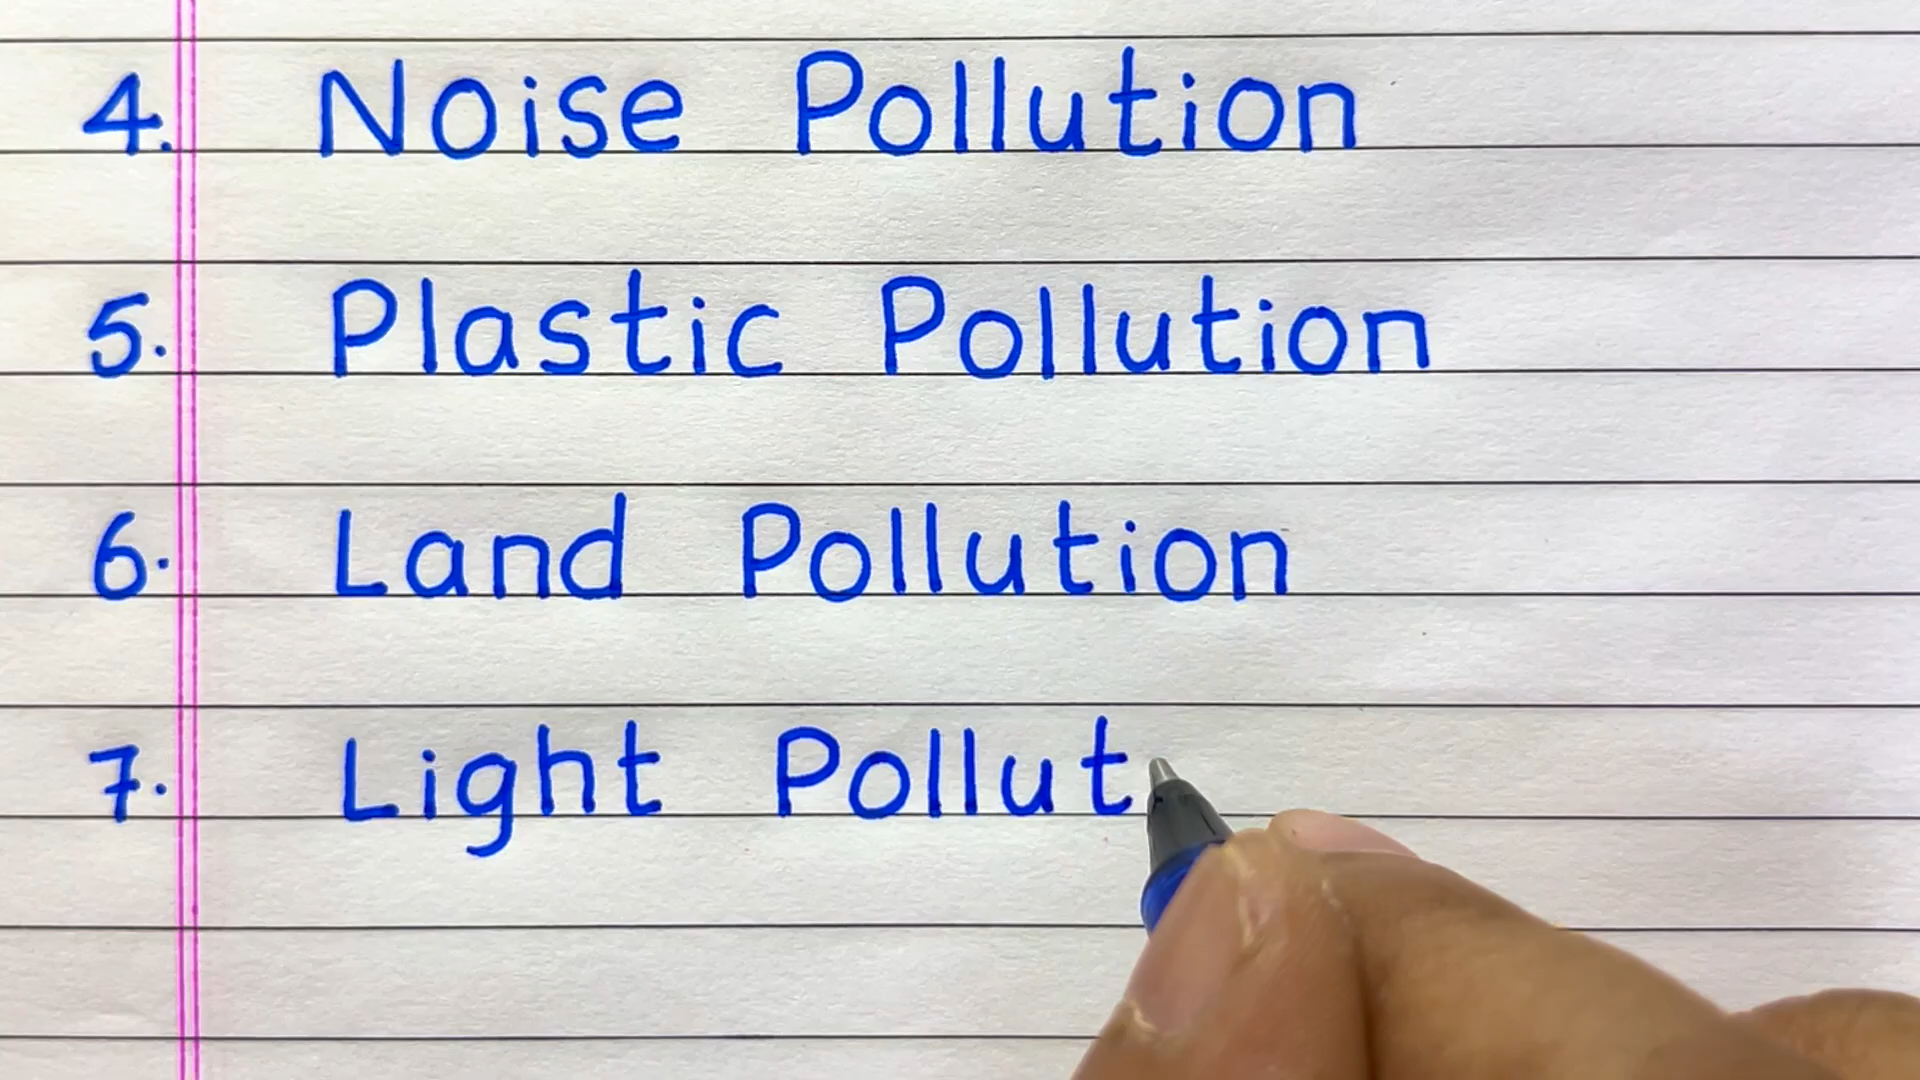 4. Noise Pollution
5. Plastic Pollution
6. Land Pollution
7. Light Pollut